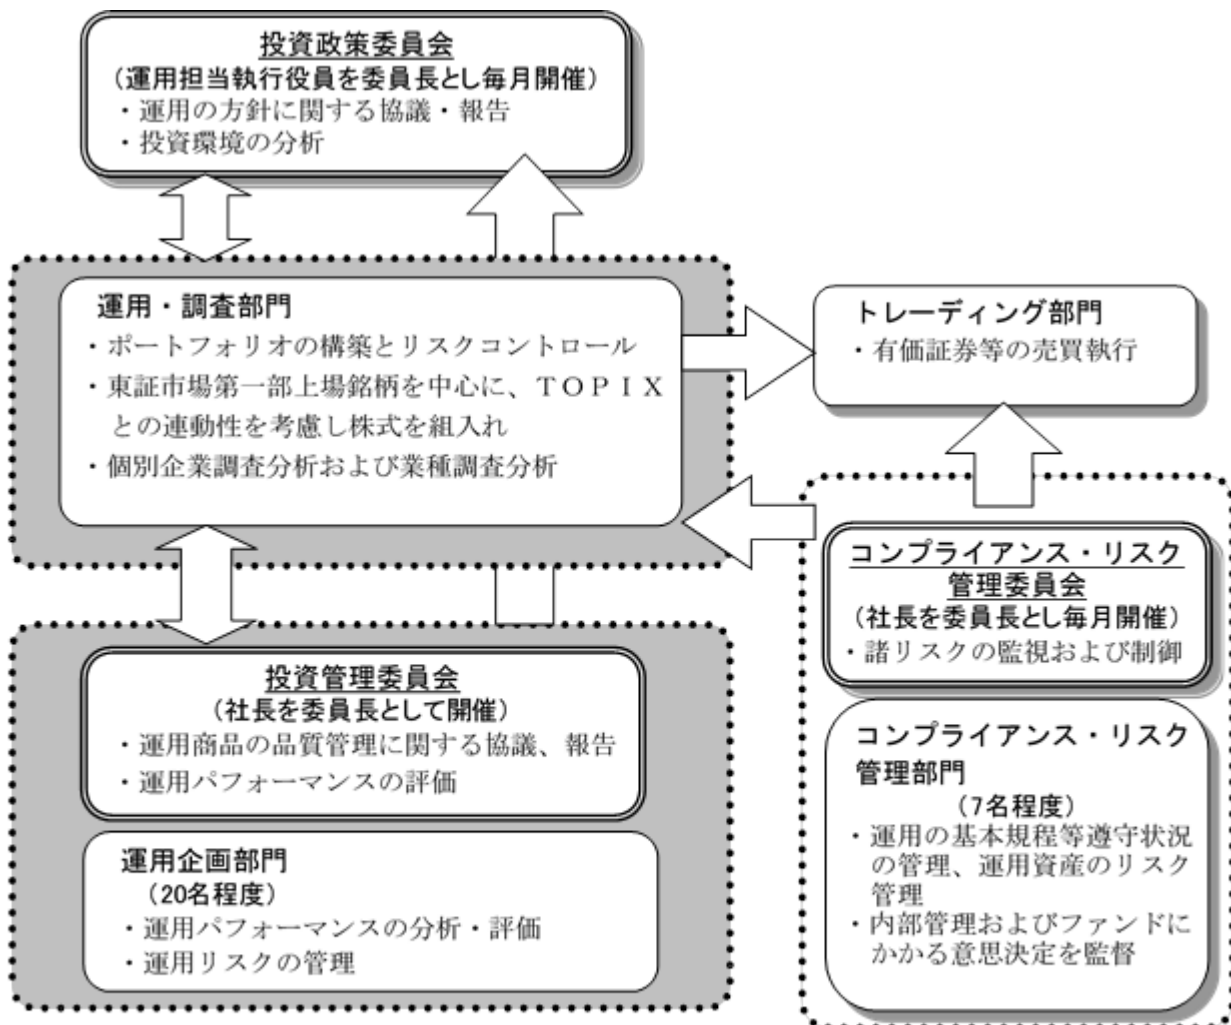 投資政策委員会
(運用担当執行役員を委員長とし毎月開催)
・運用の方針に関する協議・報告
・投資環境の分析
運用・調査部門
・ポートフォリオの構築とリスクコントロール
・東証市場第一部上場銘柄を中心に、ＴＯＰＩＸ
との連動性を考慮し株式を組入れ
・個別企業調査分析および業種調査分析
トレーディング部門
・有価証券等の売買執行
投資管理委員会
(社長を委員長として開催)
・運用商品の品質管理に関する協議、報告
・運用パフォーマンスの評価
運用企画部門
(20名程度)
・運用パフォーマンスの分析・評価
・運用リスクの管理
コンプライアンス・リスク
管理委員会
(社長を委員長とし毎月開催)
・諸リスクの監視および制御
コンプライアンス・リスク
管理部門
(7名程度)
・運用の基本規程等遵守状況
の管理、運用資産のリスク
管理
・内部管理およびファンドに
かかる意思決定を監督